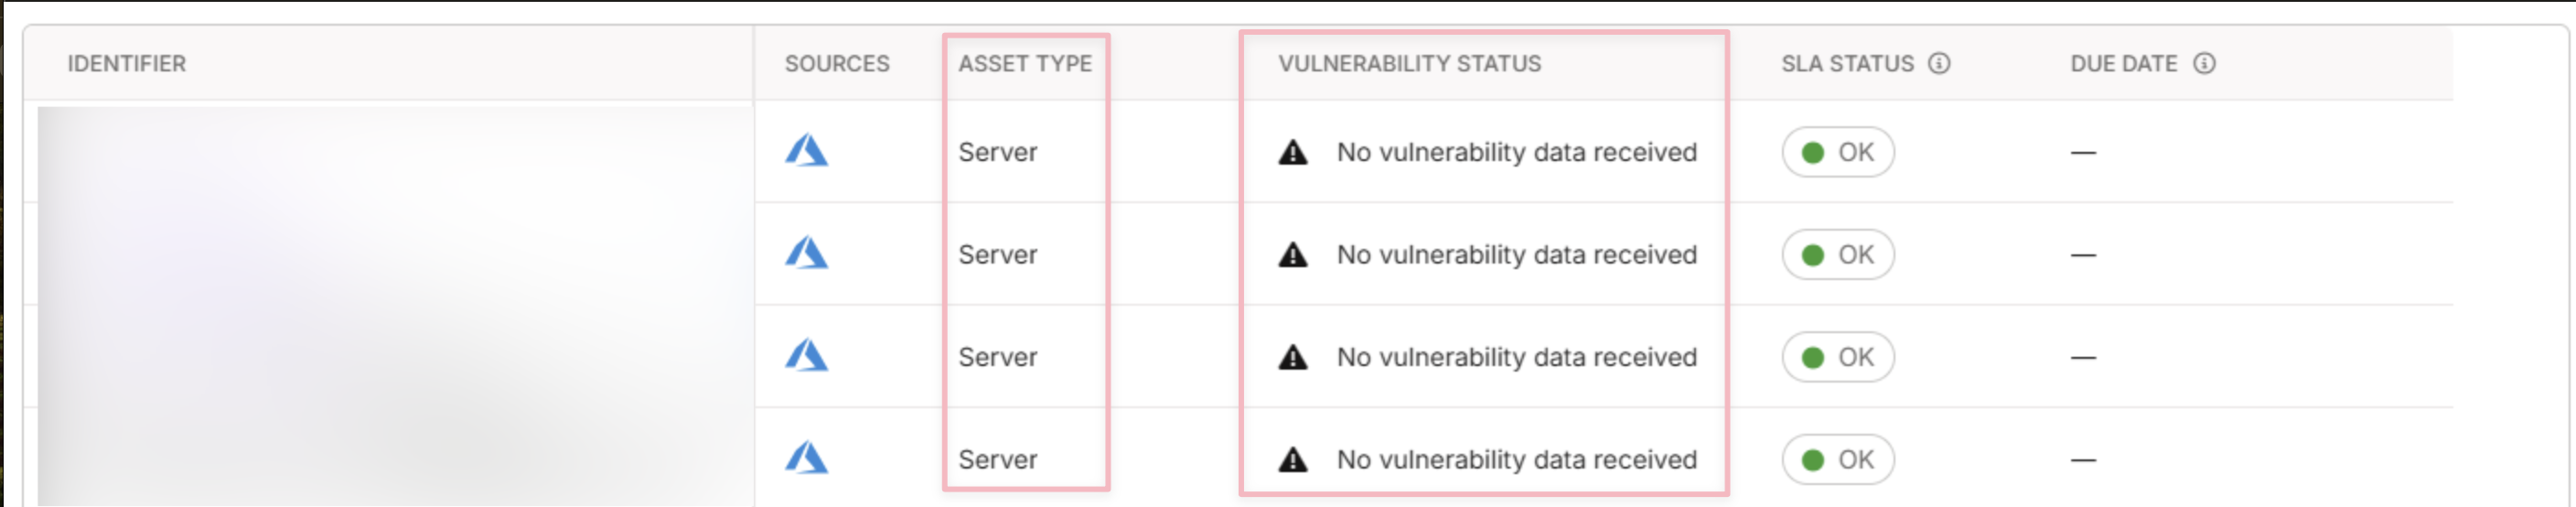 IDENTIFIER SOURCES ASSET TYPE VULNERABILITY STATUS SLA STATUS DUE DATE
Server No vulnerability data received OK —
Server No vulnerability data received OK —
Server No vulnerability data received OK —
Server No vulnerability data received OK —